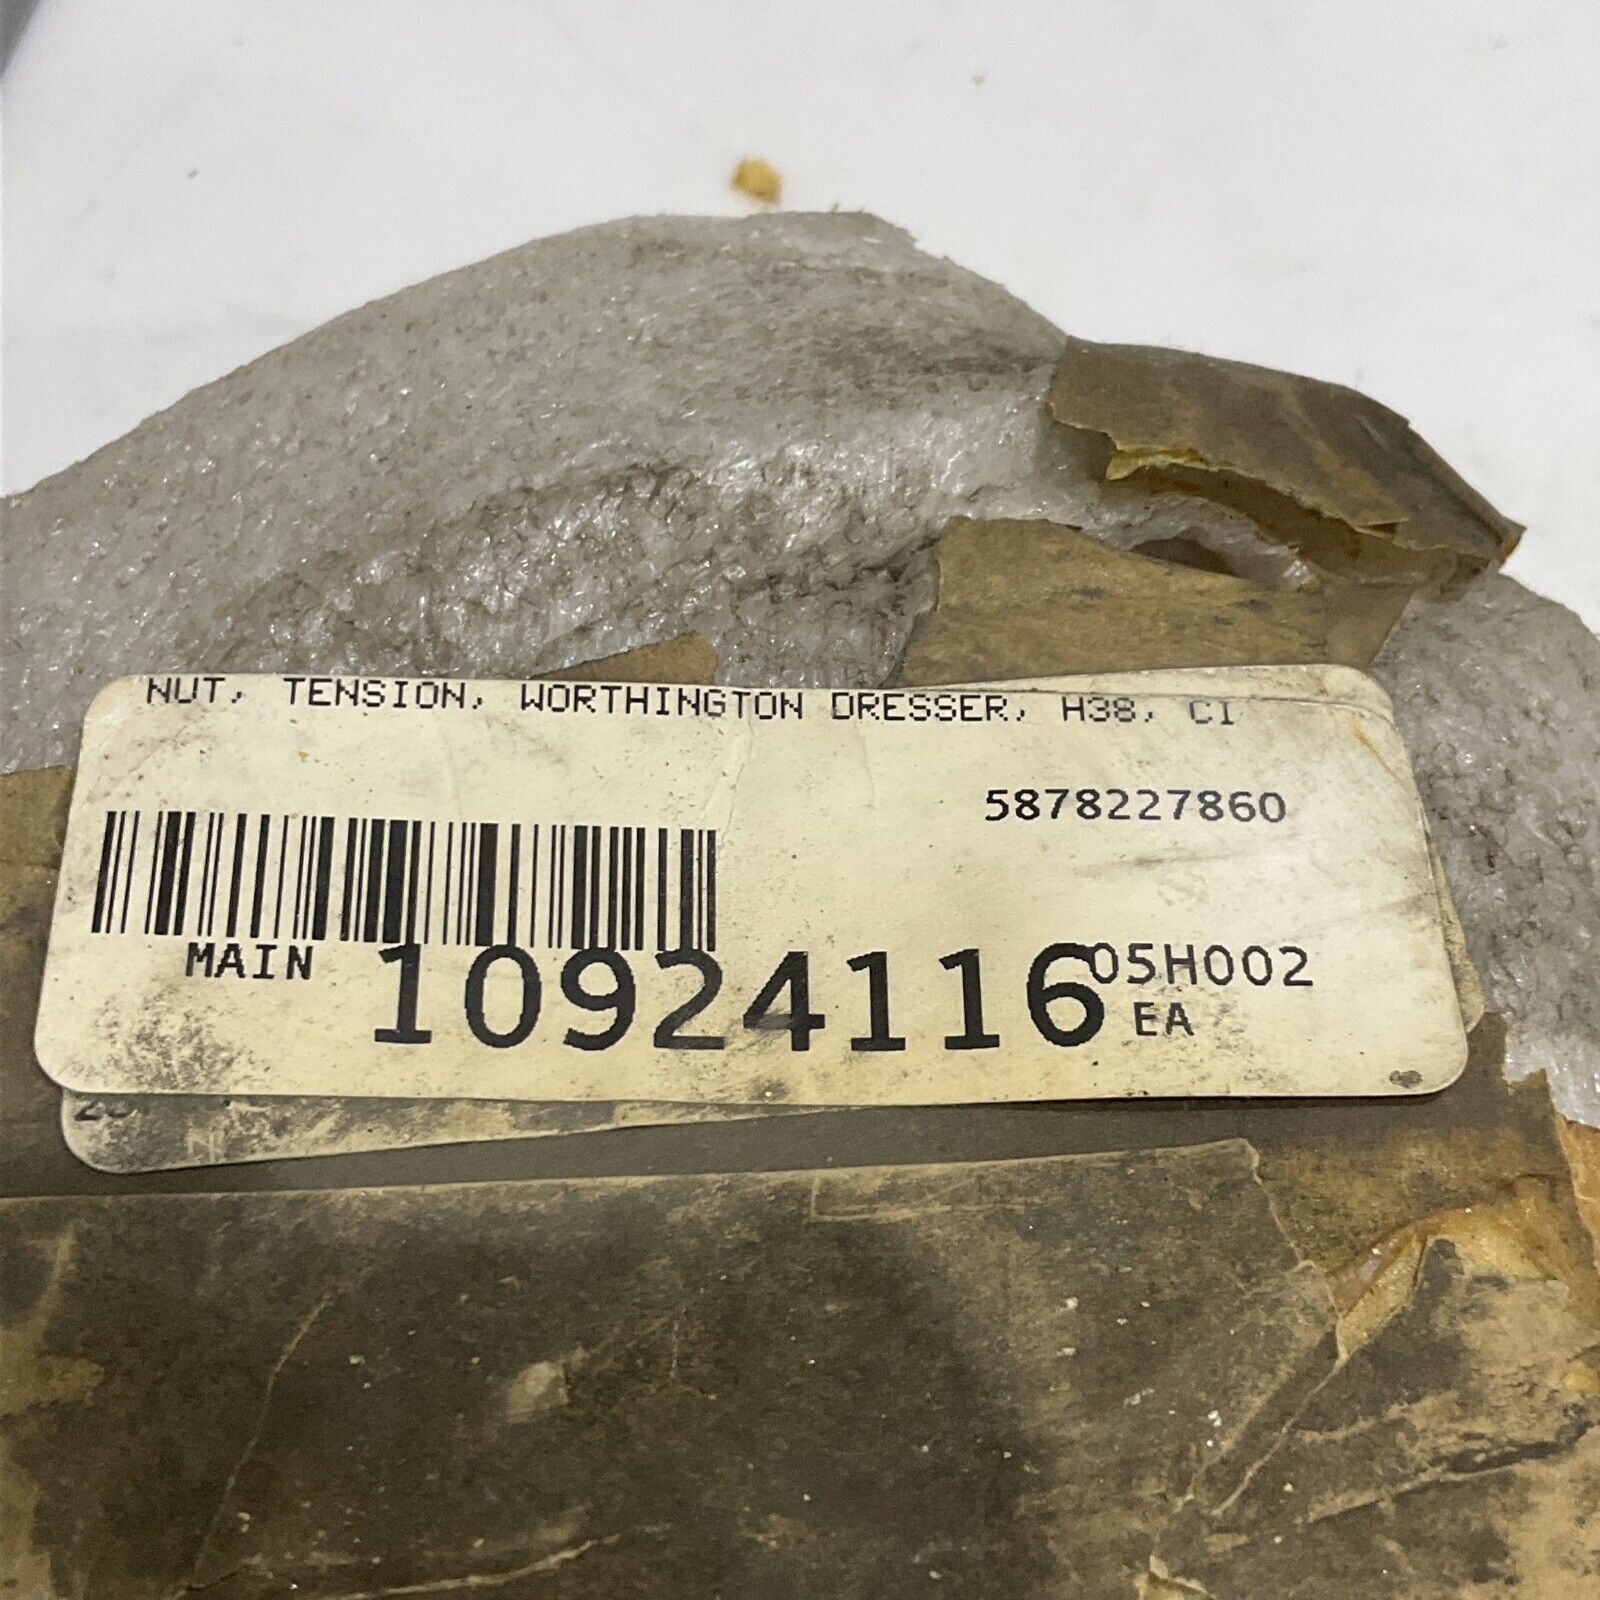 NUT, TENSION, WORTHINGTON DRESSER, H38, CI
5878227860
MAIN 10924116 05H002
EA